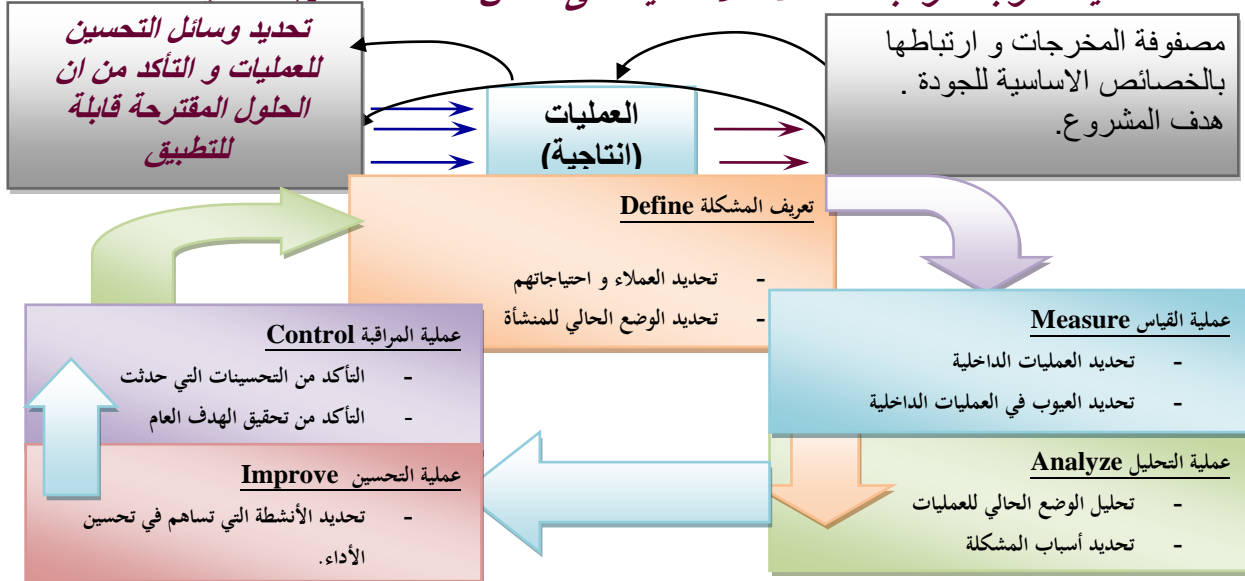 مصفوفة المخرجات و ارتباطها
بالخصائص الاساسية للجودة .
هدف المشروع.
العمليات
(انتاجية)
تحديد وسائل التحسين
للعمليات و التأكد من ان
الحلول المقترحة قابلة
للتطبيق
تعريف المشكلة Define
- تحديد العملاء و احتياجاتهم
- تحديد الوضع الحالي للمنشأة
عملية القياس Measure
- تحديد العمليات الداخلية
- تحديد العيوب في العمليات الداخلية
عملية التحليل Analyze
- تحليل الوضع الحالي للعمليات
- تحديد أسباب المشكلة
عملية المراقبة Control
- التأكد من التحسينات التي حدثت
- التأكد من تحقيق الهدف العام
عملية التحسين Improve
- تحديد الأنشطة التي تساهم في تحسين
الأداء.